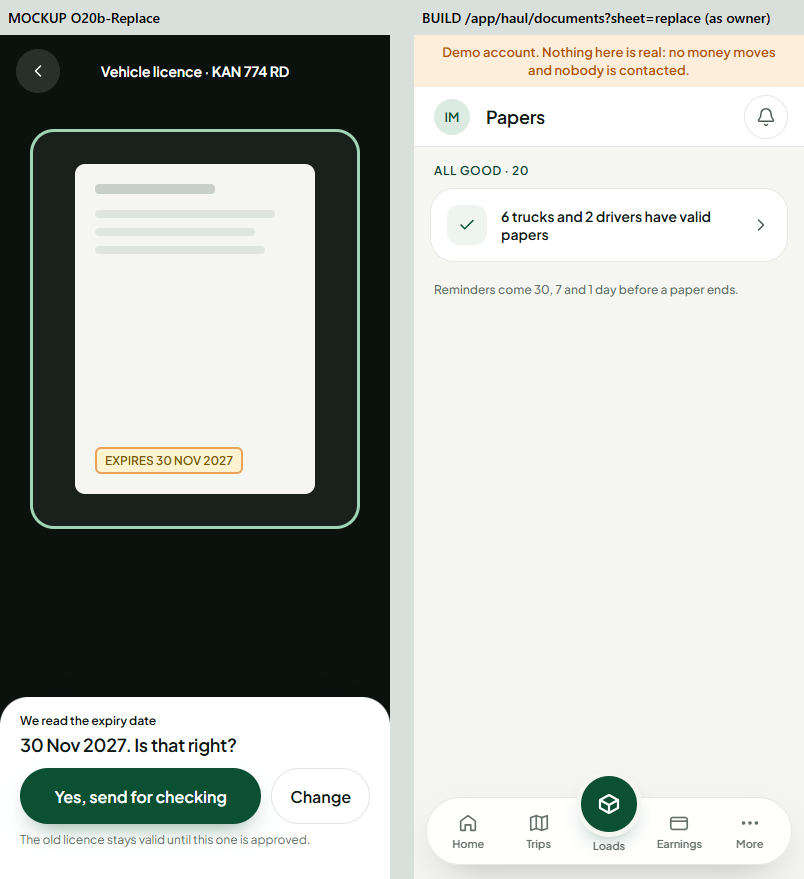 MOCKUP O20b-Replace
Vehicle licence · KAN 774 RD
EXPIRES 30 NOV 2027
We read the expiry date
30 Nov 2027. Is that right?
Yes, send for checking
Change
The old licence stays valid until this one is approved.
BUILD /app/haul/documents?sheet=replace (as owner)
Demo account. Nothing here is real: no money moves
and nobody is contacted.
IM
Papers
ALL GOOD · 20
6 trucks and 2 drivers have valid
papers
Reminders come 30, 7 and 1 day before a paper ends.
Home
Trips
Loads
Earnings
More